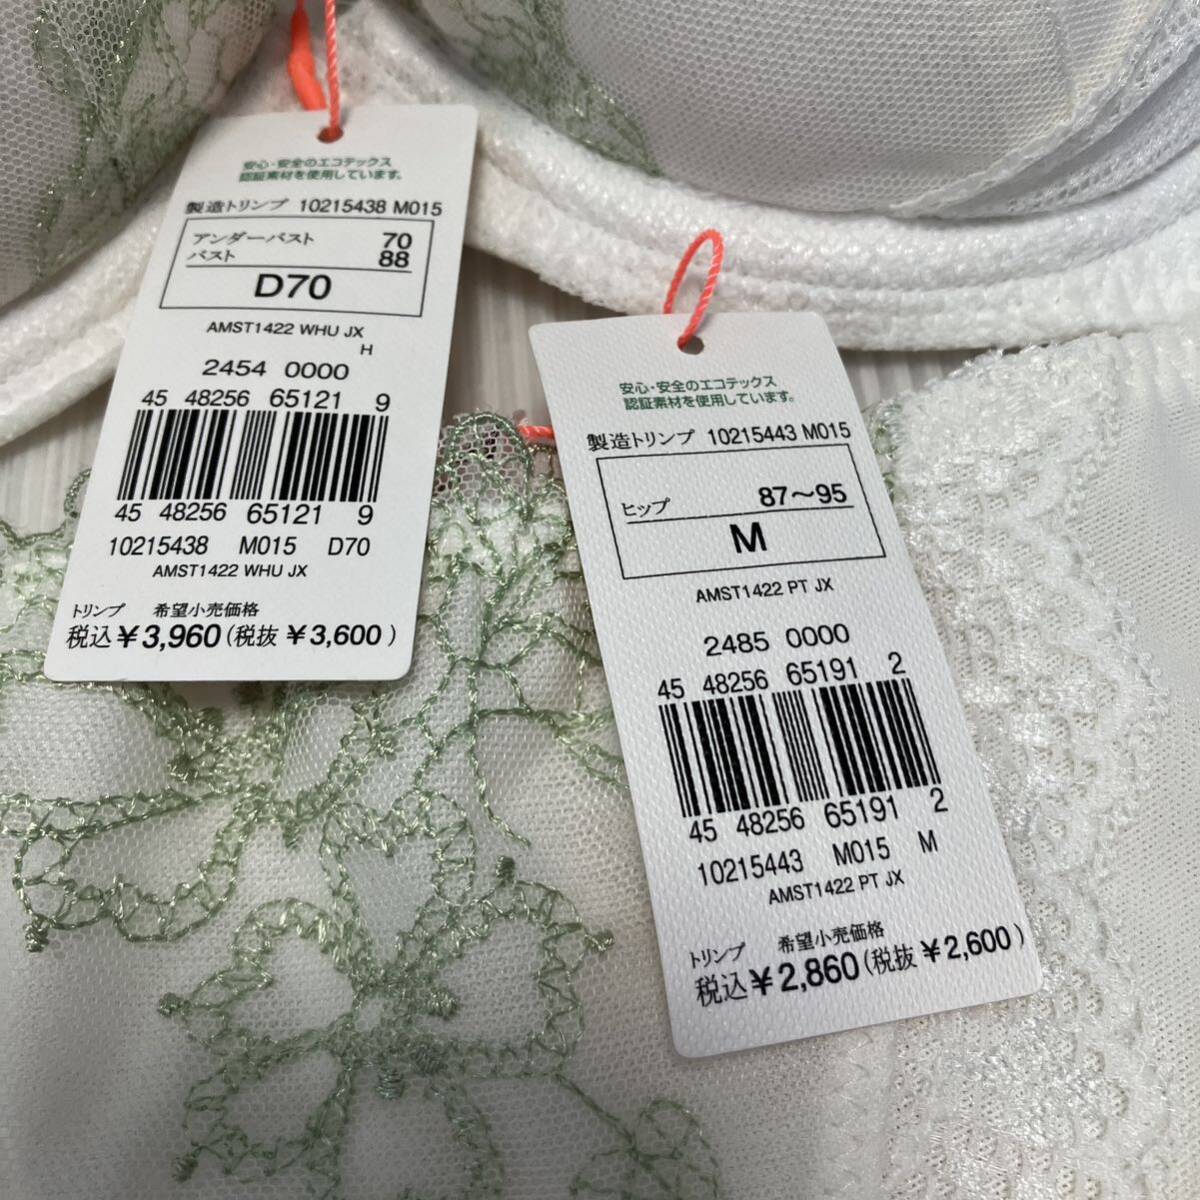 安心・安全のエコテックス
認証素材を使用しています。
製造トリンプ 10215438 M015
アンダーバスト 70
バスト 88
D70
AMST1422 WHU JX
H
2454 0000
45 48256 65121 9
45 48256 65121 9
10215438 M015 D70
AMST1422 WHU JX
トリンプ 希望小売価格
税込¥3,960(税抜 ¥3,600)
安心・安全のエコテックス
認証素材を使用しています。
製造トリンプ 10215443 M015
ヒップ 87〜95
M
AMST1422 PT JX
2485 0000
45 48256 65191 2
45 48256 65191 2
10215443 M015 M
AMST1422 PT JX
トリンプ 希望小売価格
税込¥2,860(税抜 ¥2,600)